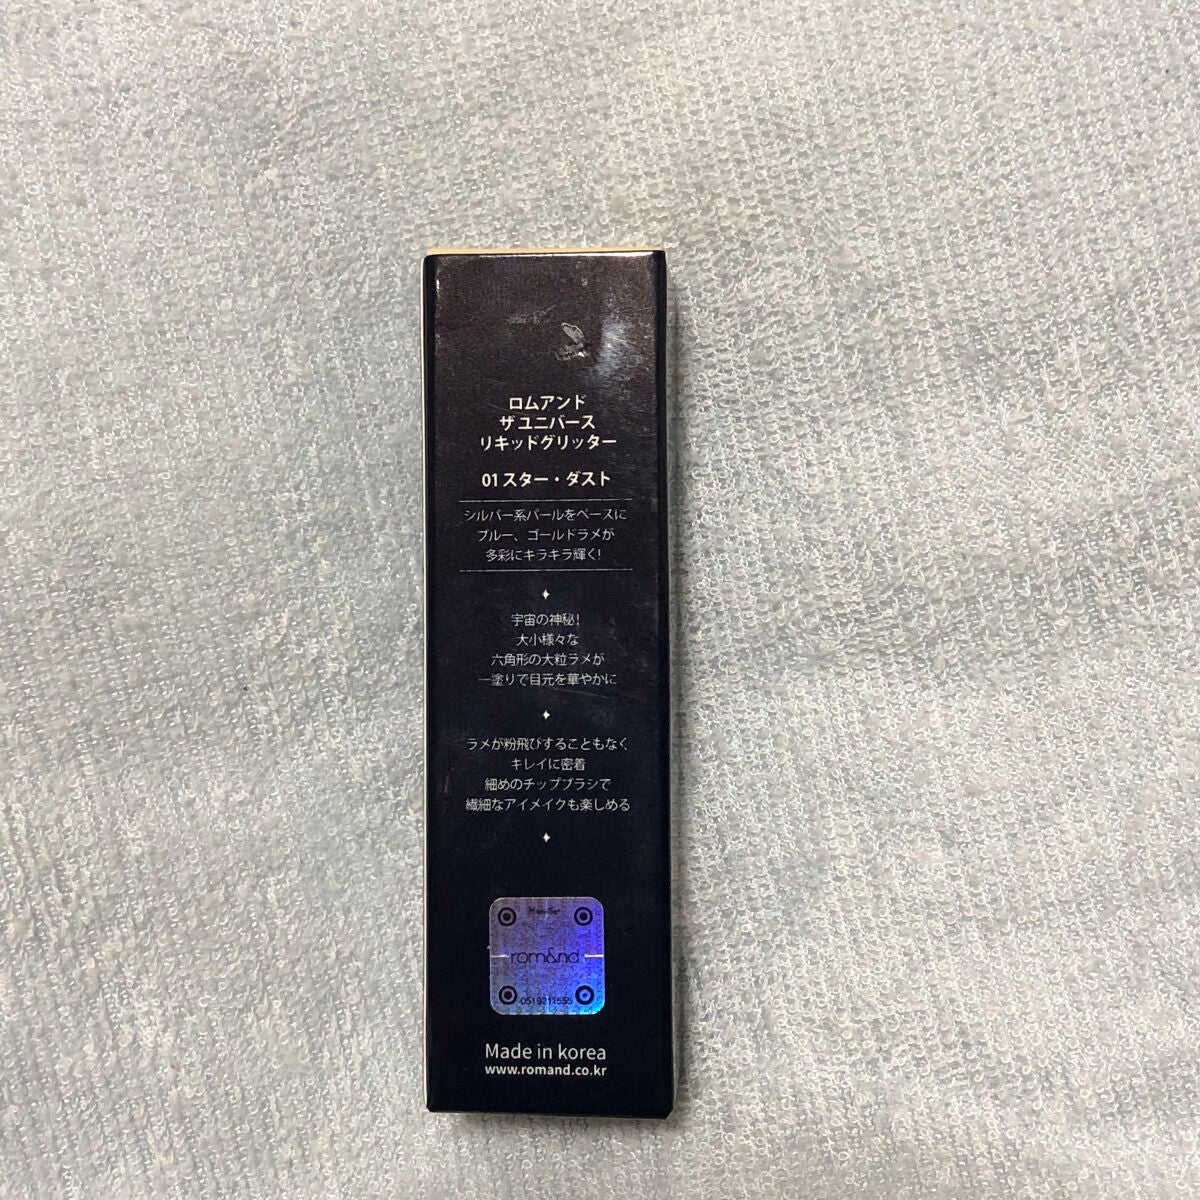 ロムアンド
ザ ユニバース
リキッドグリッター
01 スター・ダスト
シルバー系パールをベースに
ブルー、ゴールドラメが
多彩にキラキラ輝く!
宇宙の神秘!
大小様々な
六角形の大粒ラメが
一塗りで目元を華やかに
ラメが粉飛びすることもなく
キレイに密着
細めのチップブラシで
繊細なアイメイクも楽しめる
rom&nd
0519211555
Made in korea
www.romand.co.kr